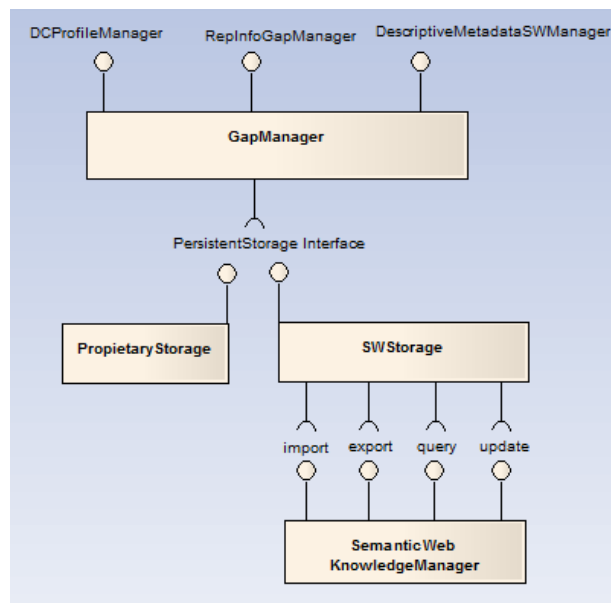 DCProfileManager
RepInfoGapManager
DescriptiveMetadataSWManager
GapManager
PersistentStorage Interface
PropietaryStorage
SWStorage
import
export
query
update
SemanticWeb
KnowledgeManager